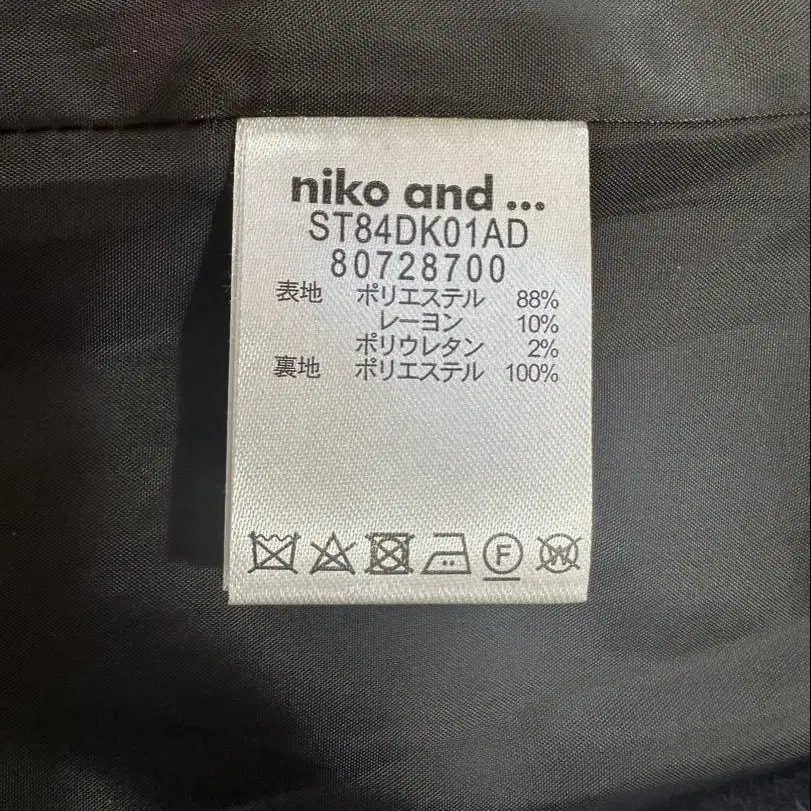 niko and ...
ST84DK01AD
80728700
表地 ポリエステル 88%
レーヨン 10%
ポリウレタン 2%
裏地 ポリエステル 100%
F W